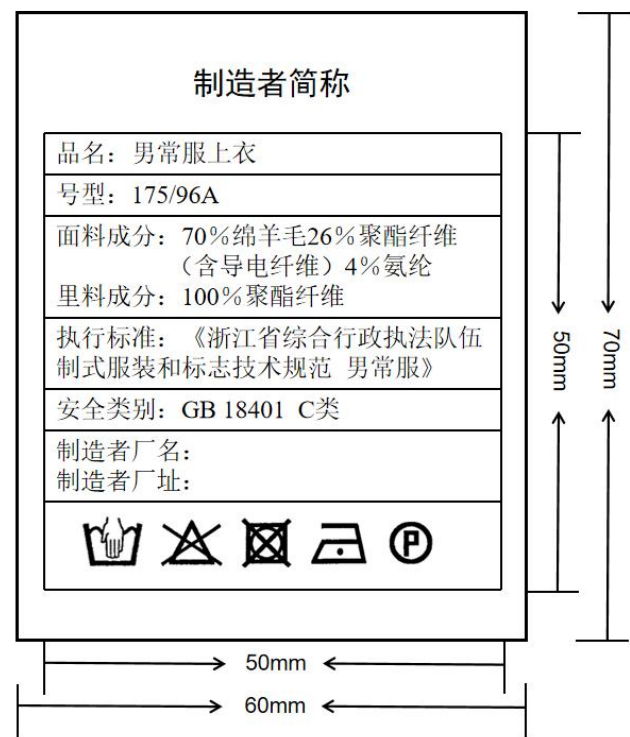 制造者简称
品名：男常服上衣
号型：175/96A
面料成分：70%绵羊毛26%聚酯纤维
（含导电纤维）4%氨纶
里料成分：100%聚酯纤维
执行标准：《浙江省综合行政执法队伍
制式服装和标志技术规范 男常服》
安全类别：GB 18401 C类
制造者厂名：
制造者厂址：
P
50mm
70mm
50mm
60mm